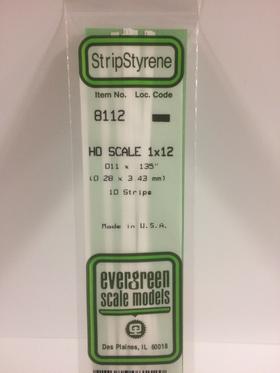 StripStyrene
Item No. Loc. Code
8112
HO SCALE 1x12
.011 x .135"
(0.28 x 3.43 mm)
10 Strips
Made in U.S.A.
evergreen
scale models
Des Plaines, IL 60018